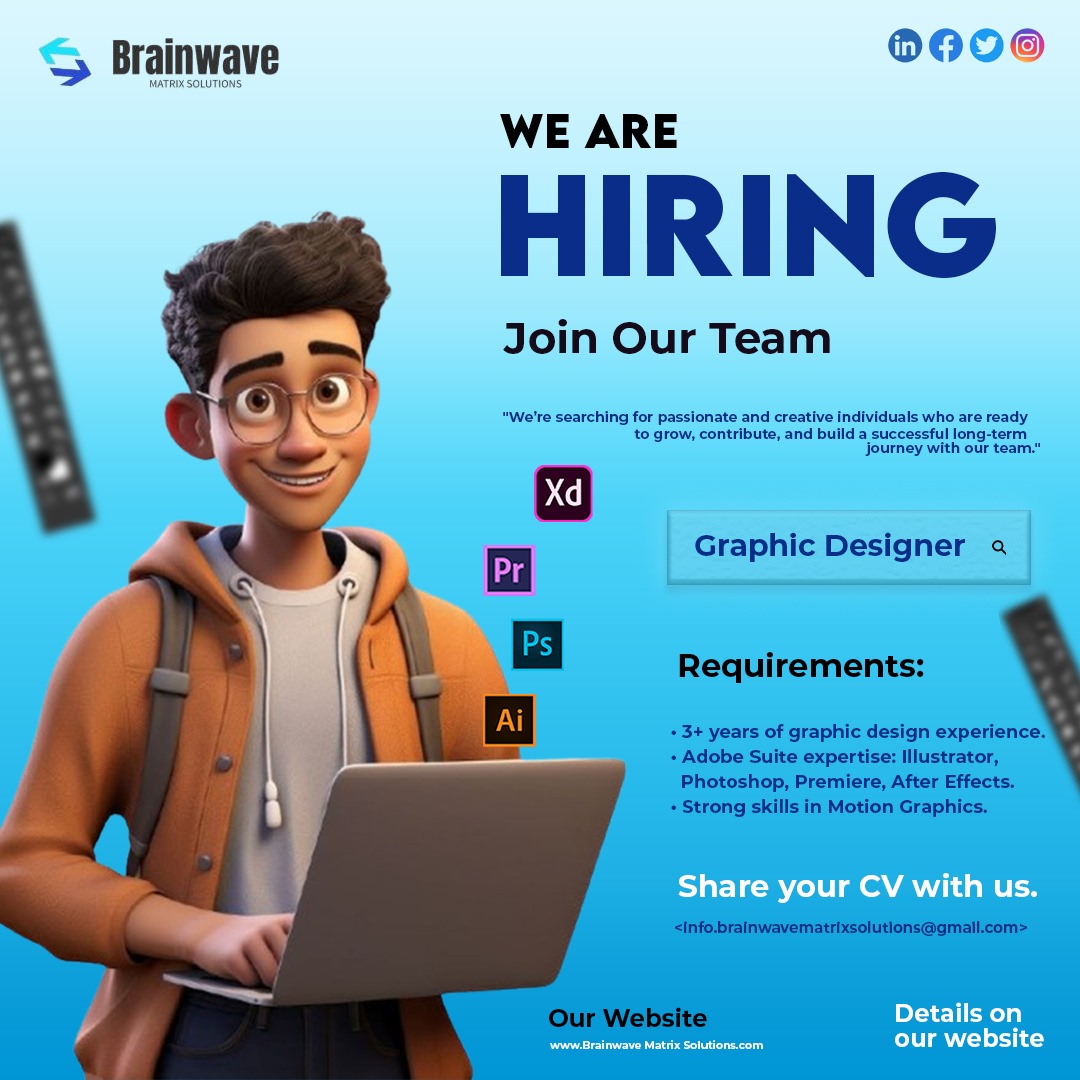 Brainwave
MATRIX SOLUTIONS
in
WE ARE
HIRING
Join Our Team
"We're searching for passionate and creative individuals who are ready
to grow, contribute, and build a successful long-term
journey with our team."
Xd
Graphic Designer
Pr
Ps
Requirements:
Ai
• 3+ years of graphic design experience.
• Adobe Suite expertise: Illustrator,
Photoshop, Premiere, After Effects.
• Strong skills in Motion Graphics.
Share your CV with us.
<info.brainwavematrixsolutions@gmail.com>
Our Website
www.Brainwave Matrix Solutions.com
Details on
our website